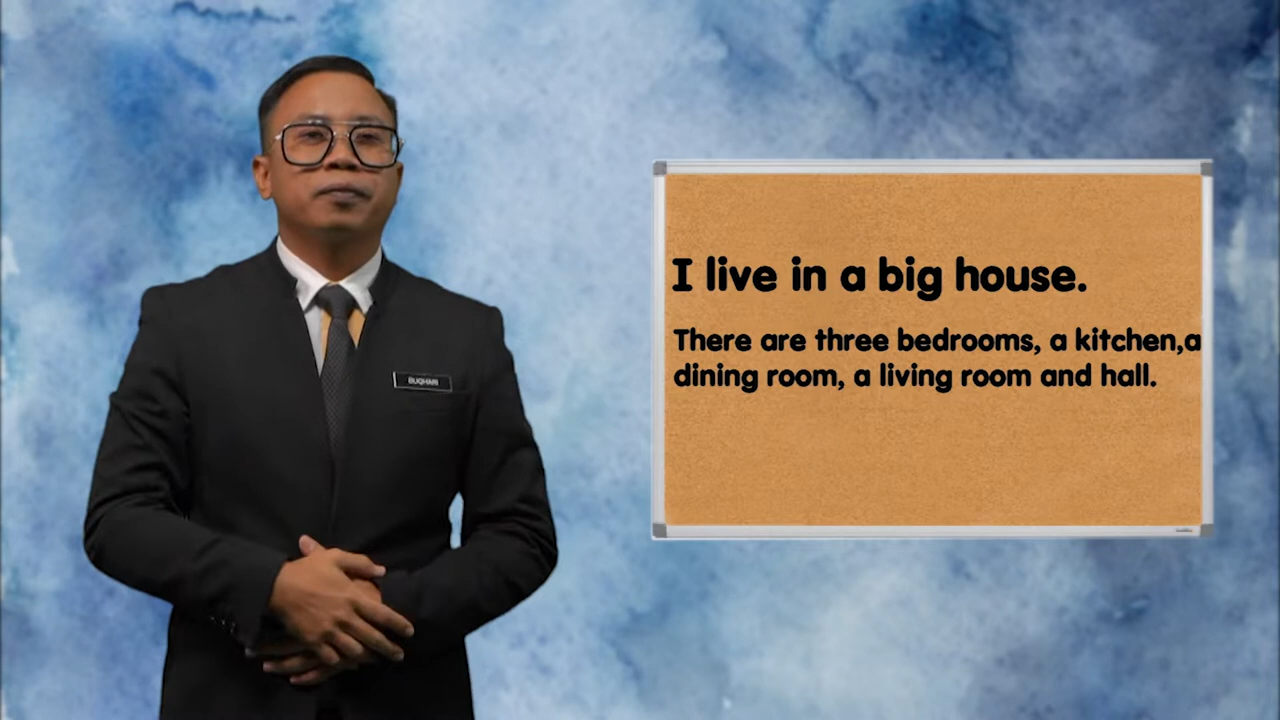 I live in a big house.
There are three bedrooms, a kitchen,a
dining room, a living room and hall.
BUQHARI